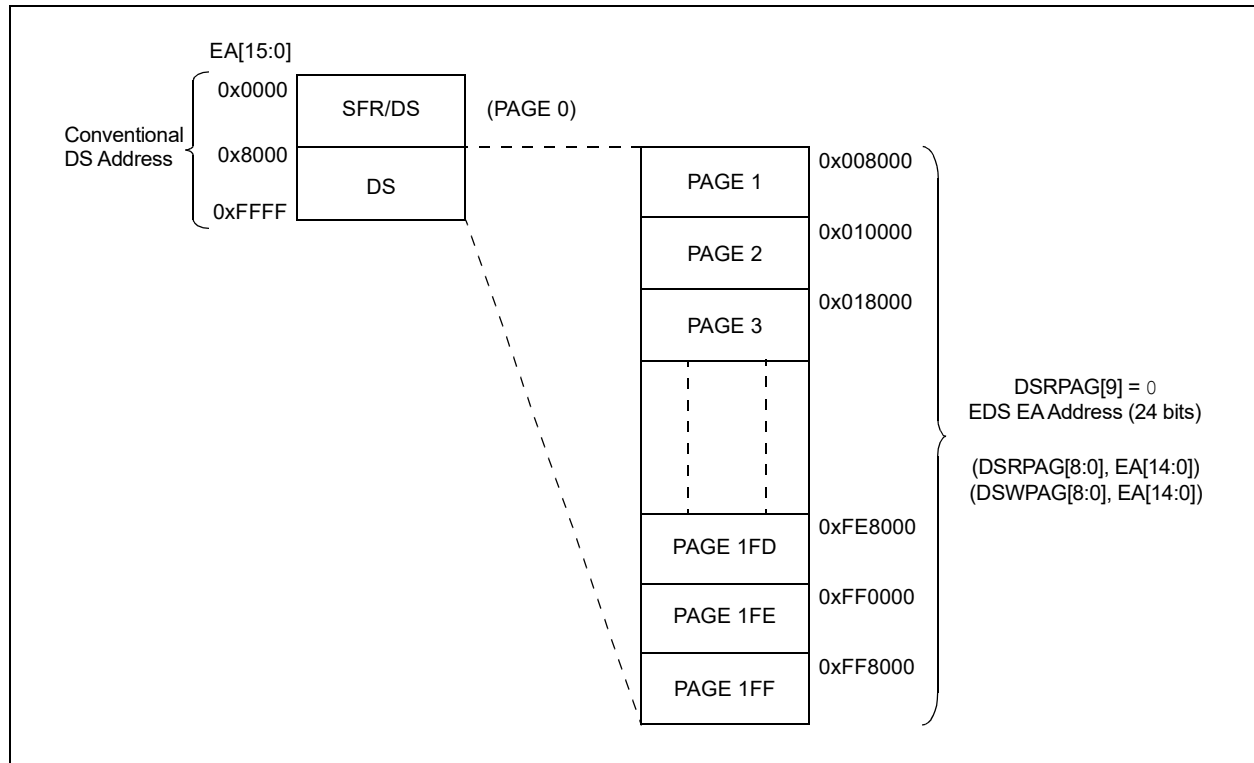 EA[15:0]
0x0000
SFR/DS
(PAGE 0)
Conventional
DS Address
0x8000
DS
0xFFFF
PAGE 1
0x008000
PAGE 2
0x010000
PAGE 3
0x018000
PAGE 1FD
0xFE8000
PAGE 1FE
0xFF0000
PAGE 1FF
0xFF8000
DSRPAG[9] = 0
EDS EA Address (24 bits)
(DSRPAG[8:0], EA[14:0])
(DSWPAG[8:0], EA[14:0])